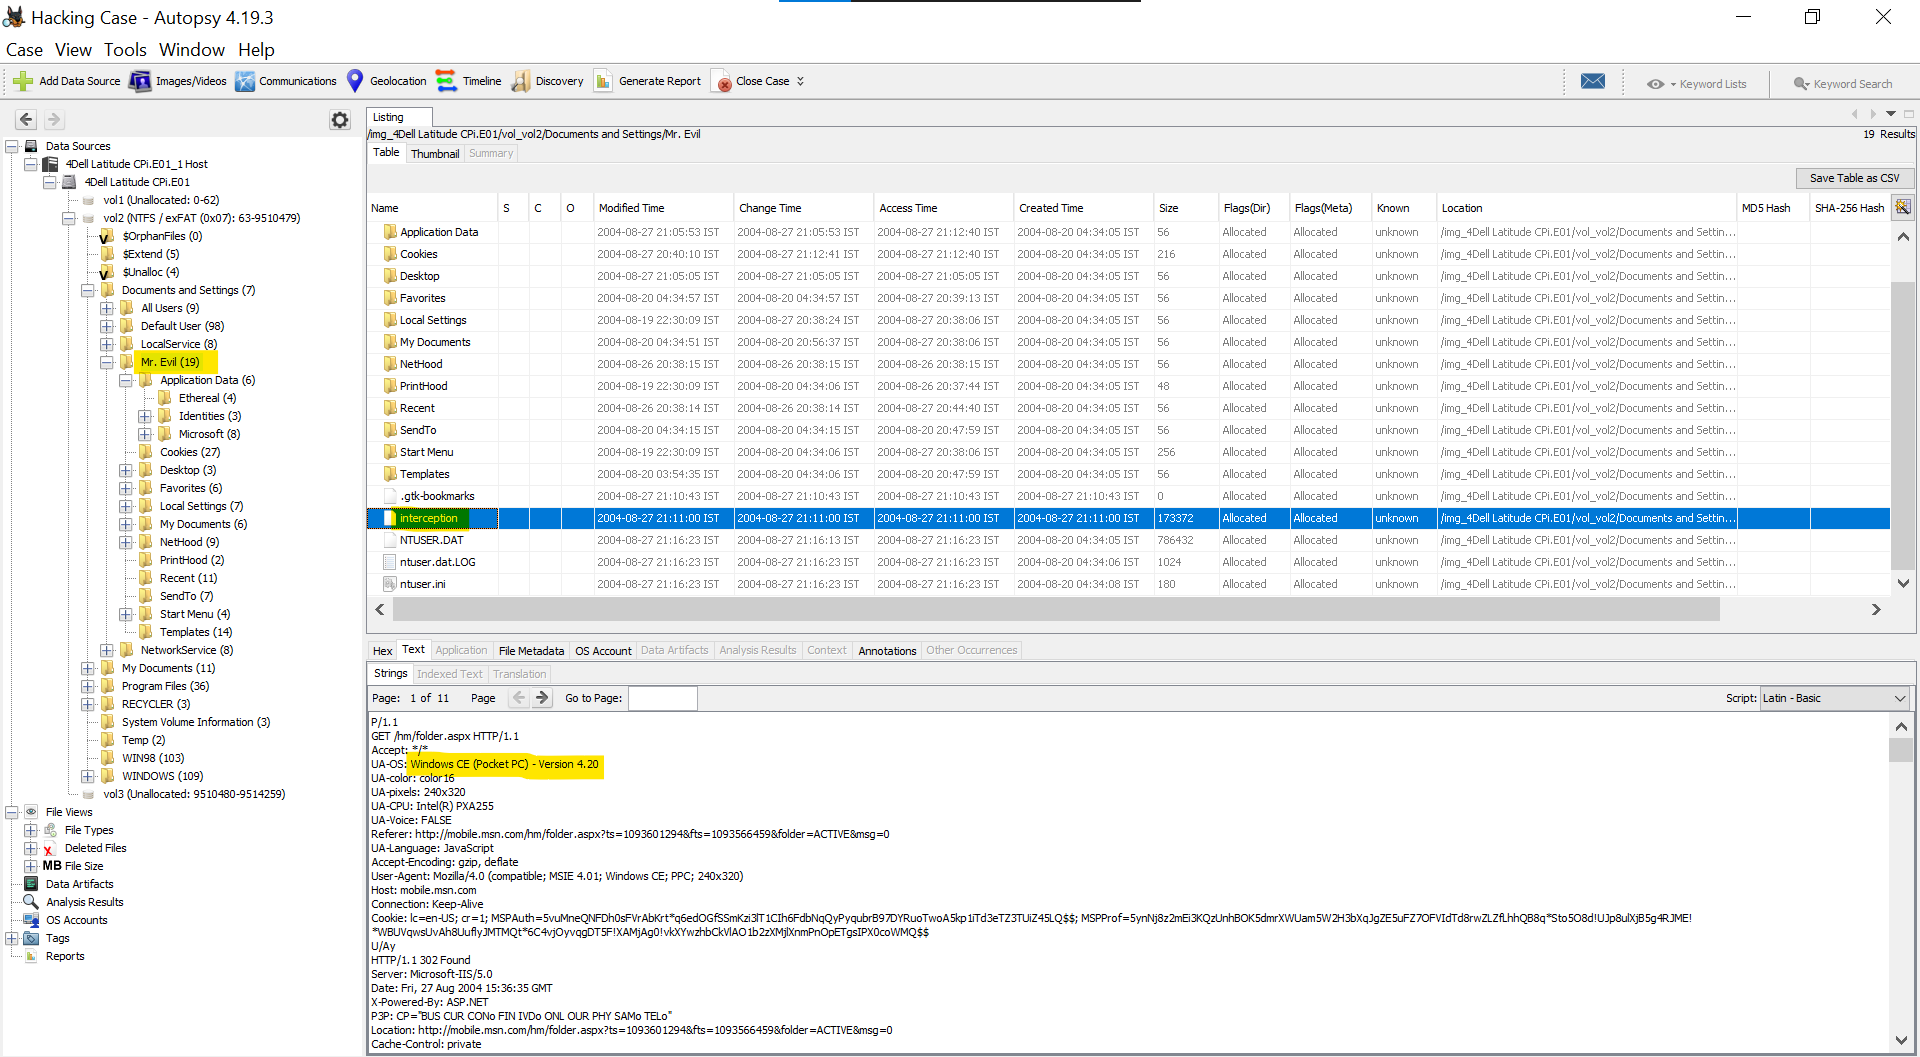 Hacking Case - Autopsy 4.19.3
Case View Tools Window Help
Add Data Source Images/Videos Communications Geolocation Timeline Discovery Generate Report Close Case Keyword Lists Keyword Search
Data Sources
4Dell Latitude CPi.E01_1 Host
4Dell Latitude CPi.E01
vol1 (Unallocated: 0-62)
vol2 (NTFS / exFAT (0x07): 63-9510479)
$OrphanFiles (0)
$Extend (5)
$Unalloc (4)
Documents and Settings (7)
All Users (9)
Default User (98)
LocalService (8)
Mr. Evil (19)
Application Data (6)
Ethereal (4)
Identities (3)
Microsoft (8)
Cookies (27)
Desktop (3)
Favorites (6)
Local Settings (7)
My Documents (6)
NetHood (9)
PrintHood (2)
Recent (11)
SendTo (7)
Start Menu (4)
Templates (14)
NetworkService (8)
My Documents (11)
Program Files (36)
RECYCLER (3)
System Volume Information (3)
Temp (2)
WIN98 (103)
WINDOWS (109)
vol3 (Unallocated: 9510480-9514259)
File Views
File Types
Deleted Files
MB File Size
Data Artifacts
Analysis Results
OS Accounts
Tags
Reports
Listing
/img_4Dell Latitude CPi.E01/vol_vol2/Documents and Settings/Mr. Evil 19 Results
Table Thumbnail Summary
Save Table as CSV
Name S C O Modified Time Change Time Access Time Created Time Size Flags(Dir) Flags(Meta) Known Location MD5 Hash SHA-256 Hash
Application Data 2004-08-27 21:05:53 IST 2004-08-27 21:05:53 IST 2004-08-27 21:12:40 IST 2004-08-20 04:34:05 IST 56 Allocated Allocated unknown /img_4Dell Latitude CPi.E01/vol_vol2/Documents and Settin...
Cookies 2004-08-27 20:40:10 IST 2004-08-27 21:12:41 IST 2004-08-27 21:12:40 IST 2004-08-20 04:34:05 IST 216 Allocated Allocated unknown /img_4Dell Latitude CPi.E01/vol_vol2/Documents and Settin...
Desktop 2004-08-27 21:05:05 IST 2004-08-27 21:05:05 IST 2004-08-27 21:05:05 IST 2004-08-20 04:34:05 IST 56 Allocated Allocated unknown /img_4Dell Latitude CPi.E01/vol_vol2/Documents and Settin...
Favorites 2004-08-20 04:34:57 IST 2004-08-20 04:34:57 IST 2004-08-27 20:39:13 IST 2004-08-20 04:34:05 IST 56 Allocated Allocated unknown /img_4Dell Latitude CPi.E01/vol_vol2/Documents and Settin...
Local Settings 2004-08-19 22:30:09 IST 2004-08-27 20:38:24 IST 2004-08-27 20:38:06 IST 2004-08-20 04:34:05 IST 56 Allocated Allocated unknown /img_4Dell Latitude CPi.E01/vol_vol2/Documents and Settin...
My Documents 2004-08-20 04:34:51 IST 2004-08-20 20:56:37 IST 2004-08-27 20:38:06 IST 2004-08-20 04:34:05 IST 56 Allocated Allocated unknown /img_4Dell Latitude CPi.E01/vol_vol2/Documents and Settin...
NetHood 2004-08-26 20:38:15 IST 2004-08-26 20:38:15 IST 2004-08-26 20:38:15 IST 2004-08-20 04:34:05 IST 56 Allocated Allocated unknown /img_4Dell Latitude CPi.E01/vol_vol2/Documents and Settin...
PrintHood 2004-08-19 22:30:09 IST 2004-08-20 04:34:06 IST 2004-08-26 20:37:44 IST 2004-08-20 04:34:05 IST 48 Allocated Allocated unknown /img_4Dell Latitude CPi.E01/vol_vol2/Documents and Settin...
Recent 2004-08-26 20:38:14 IST 2004-08-26 20:38:14 IST 2004-08-27 20:44:40 IST 2004-08-20 04:34:05 IST 56 Allocated Allocated unknown /img_4Dell Latitude CPi.E01/vol_vol2/Documents and Settin...
SendTo 2004-08-20 04:34:15 IST 2004-08-20 04:34:15 IST 2004-08-20 20:47:59 IST 2004-08-20 04:34:05 IST 56 Allocated Allocated unknown /img_4Dell Latitude CPi.E01/vol_vol2/Documents and Settin...
Start Menu 2004-08-19 22:30:09 IST 2004-08-20 04:34:06 IST 2004-08-27 20:38:06 IST 2004-08-20 04:34:05 IST 256 Allocated Allocated unknown /img_4Dell Latitude CPi.E01/vol_vol2/Documents and Settin...
Templates 2004-08-20 03:54:35 IST 2004-08-20 04:34:06 IST 2004-08-20 20:47:59 IST 2004-08-20 04:34:05 IST 56 Allocated Allocated unknown /img_4Dell Latitude CPi.E01/vol_vol2/Documents and Settin...
.gtk-bookmarks 2004-08-27 21:10:43 IST 2004-08-27 21:10:43 IST 2004-08-27 21:10:43 IST 2004-08-27 21:10:43 IST 0 Allocated Allocated unknown /img_4Dell Latitude CPi.E01/vol_vol2/Documents and Settin...
interception 2004-08-27 21:11:00 IST 2004-08-27 21:11:00 IST 2004-08-27 21:11:00 IST 2004-08-27 21:11:00 IST 173372 Allocated Allocated unknown /img_4Dell Latitude CPi.E01/vol_vol2/Documents and Settin...
NTUSER.DAT 2004-08-27 21:16:23 IST 2004-08-27 21:16:13 IST 2004-08-27 21:16:23 IST 2004-08-20 04:34:05 IST 786432 Allocated Allocated unknown /img_4Dell Latitude CPi.E01/vol_vol2/Documents and Settin...
ntuser.dat.LOG 2004-08-27 21:16:23 IST 2004-08-27 21:16:23 IST 2004-08-27 21:16:23 IST 2004-08-20 04:34:06 IST 1024 Allocated Allocated unknown /img_4Dell Latitude CPi.E01/vol_vol2/Documents and Settin...
ntuser.ini 2004-08-27 21:16:23 IST 2004-08-27 21:16:23 IST 2004-08-27 21:16:23 IST 2004-08-20 04:34:08 IST 180 Allocated Allocated unknown /img_4Dell Latitude CPi.E01/vol_vol2/Documents and Settin...
Hex Text Application File Metadata OS Account Data Artifacts Analysis Results Context Annotations Other Occurrences
Strings Indexed Text Translation
Page: 1 of 11 Page Go to Page: Script: Latin - Basic
P/1.1
GET /hm/folder.aspx HTTP/1.1
Accept: */*
UA-OS: Windows CE (Pocket PC) - Version 4.20
UA-color: color16
UA-pixels: 240x320
UA-CPU: Intel(R) PXA255
UA-Voice: FALSE
Referer: http://mobile.msn.com/hm/folder.aspx?ts=1093601294&fts=1093566459&folder=ACTIVE&msg=0
UA-Language: JavaScript
Accept-Encoding: gzip, deflate
User-Agent: Mozilla/4.0 (compatible; MSIE 4.01; Windows CE; PPC; 240x320)
Host: mobile.msn.com
Connection: Keep-Alive
Cookie: lc=en-US; cr=1; MSPAuth=5vuMneQNFDh0sFVrAbKrt*q6edOGfSSmKzi3lT1CIh6FdbNqQyPyqubrB97DYRuoTwoA5kp1iTd3eTZ3TUiZ45LQ$$; MSPProf=5ynNj8z2mEi3KQzUnhBOK5dmrXWUam5W2H3bXqJgZE5uFZ7OFVIdTd8rwZLZfLhhQB8q*Sto5O8d!UJp8ulXjB5g4RJME!
*WBUVqwsUvAh8UuflyJMTMQt*6C4vjOyvqgDT5F!XAMjAg0!vkXYwzhbCkVlAO1b2zXMjlXnmPnOpETgsIPX0coWMQ$$
U/Ay
HTTP/1.1 302 Found
Server: Microsoft-IIS/5.0
Date: Fri, 27 Aug 2004 15:36:35 GMT
X-Powered-By: ASP.NET
P3P: CP="BUS CUR CONo FIN IVDo ONL OUR PHY SAMo TELo"
Location: http://mobile.msn.com/hm/folder.aspx?ts=1093601294&fts=1093566459&folder=ACTIVE&msg=0
Cache-Control: private